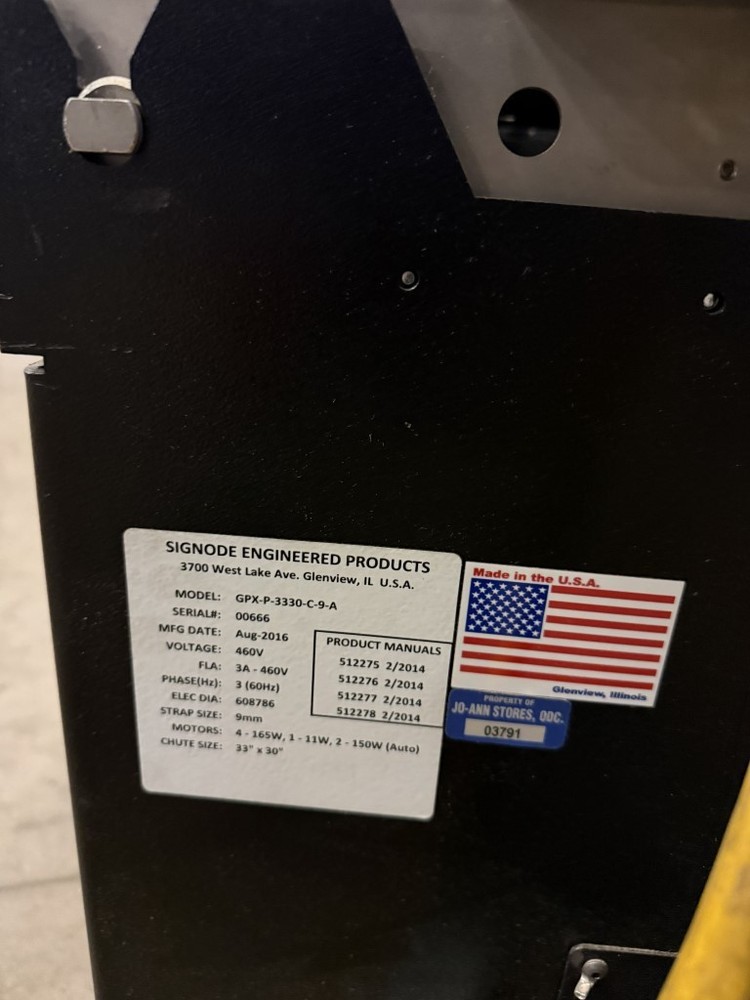 SIGNODE ENGINEERED PRODUCTS
3700 West Lake Ave. Glenview, IL U.S.A.
MODEL: GPX-P-3330-C-9-A
SERIAL#: 00666
MFG DATE: Aug-2016
VOLTAGE: 460V
FLA: 3A - 460V
PHASE(Hz): 3 (60Hz)
ELEC DIA: 608786
STRAP SIZE: 9mm
MOTORS: 4 - 165W, 1 - 11W, 2 - 150W (Auto)
CHUTE SIZE: 33" x 30"
PRODUCT MANUALS
512275 2/2014
512276 2/2014
512277 2/2014
512278 2/2014
Made in the U.S.A.
Glenview, Illinois
PROPERTY OF
JO-ANN STORES, ODC.
03791